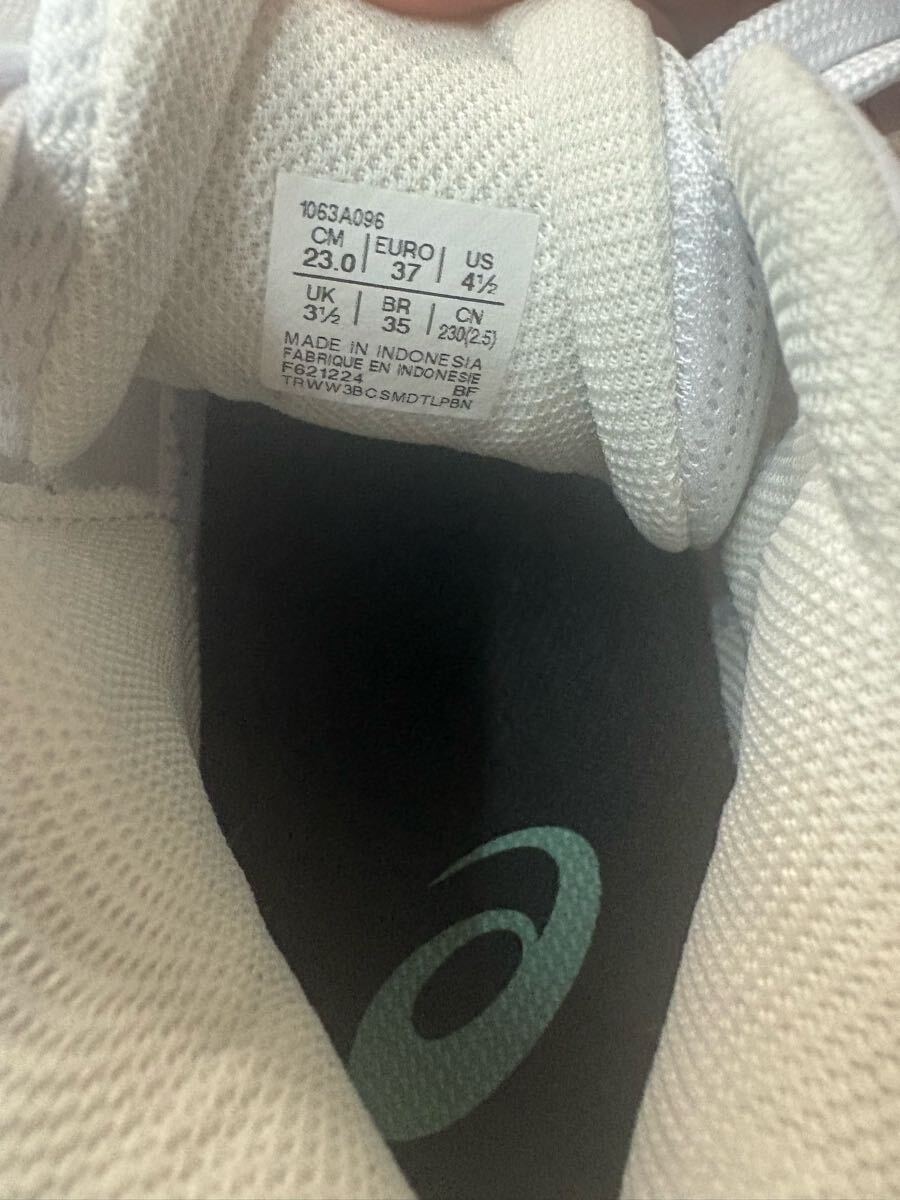 1063A096
CM | EURO | US
23.0 | 37 | 4½
UK | BR | CN
3½ | 35 | 230(2.5)
MADE IN INDONESIA
FABRIQUE EN INDONESIE
F621224 BF
TRWW3BCSMDTLPBN